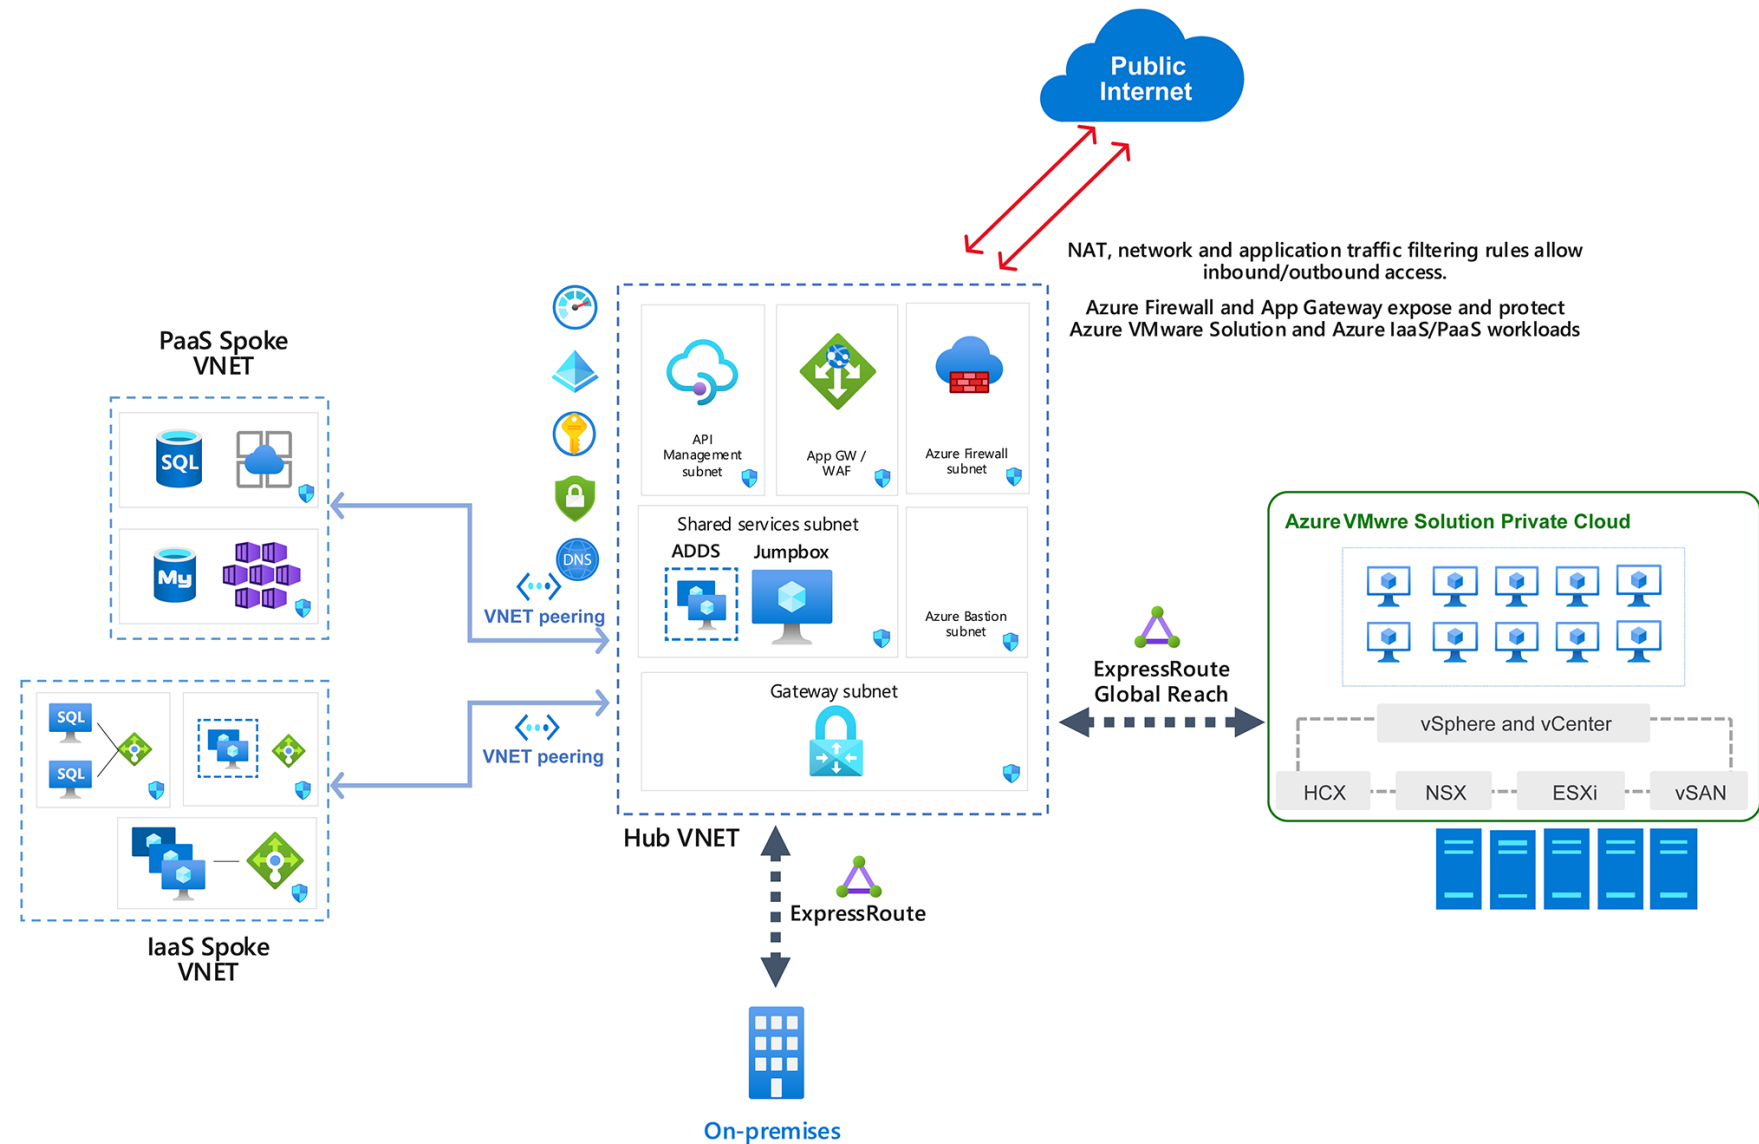 Public
Internet
NAT, network and application traffic filtering rules allow
inbound/outbound access.
Azure Firewall and App Gateway expose and protect
Azure VMware Solution and Azure IaaS/PaaS workloads
PaaS Spoke
VNET
SQL
My
DNS
VNET peering
API
Management
subnet
App GW /
WAF
Azure Firewall
subnet
Shared services subnet
ADDS
Jumpbox
Azure Bastion
subnet
Gateway subnet
Hub VNET
SQL
SQL
VNET peering
IaaS Spoke
VNET
ExpressRoute
Global Reach
Azure VMwre Solution Private Cloud
vSphere and vCenter
HCX
NSX
ESXi
vSAN
ExpressRoute
On-premises